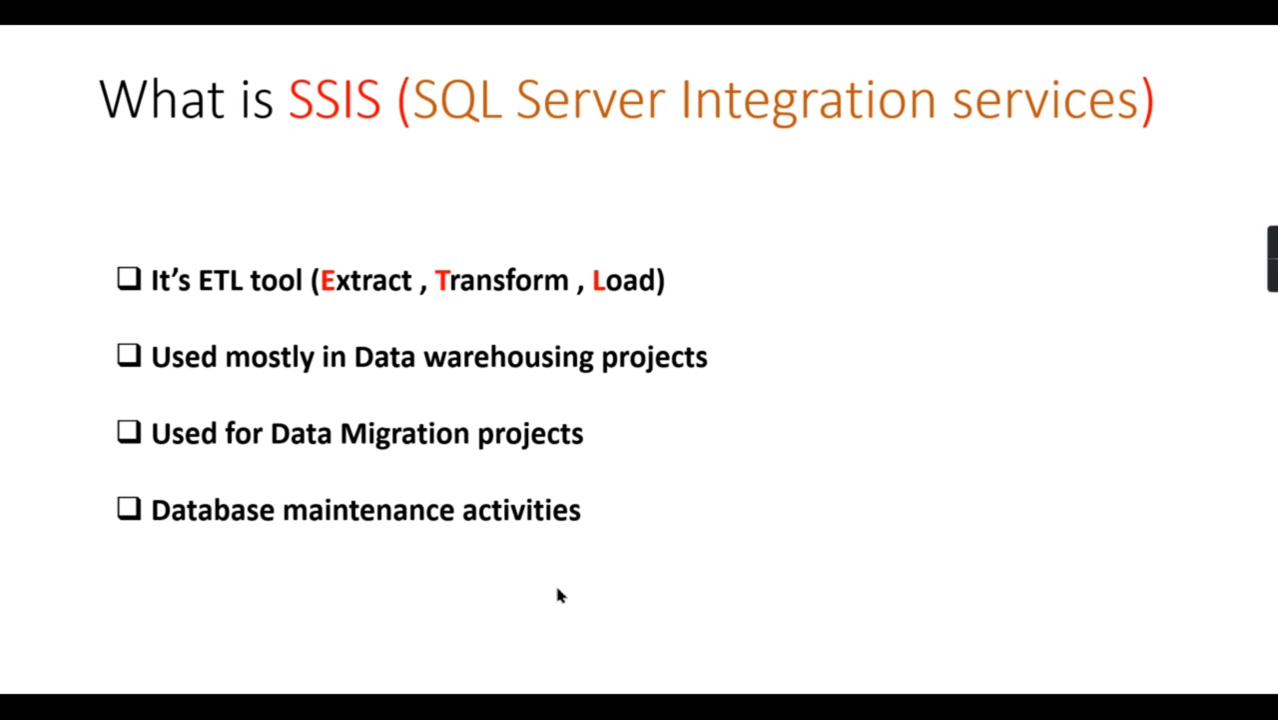 What is SSIS (SQL Server Integration services)
It’s ETL tool (Extract , Transform , Load)
Used mostly in Data warehousing projects
Used for Data Migration projects
Database maintenance activities